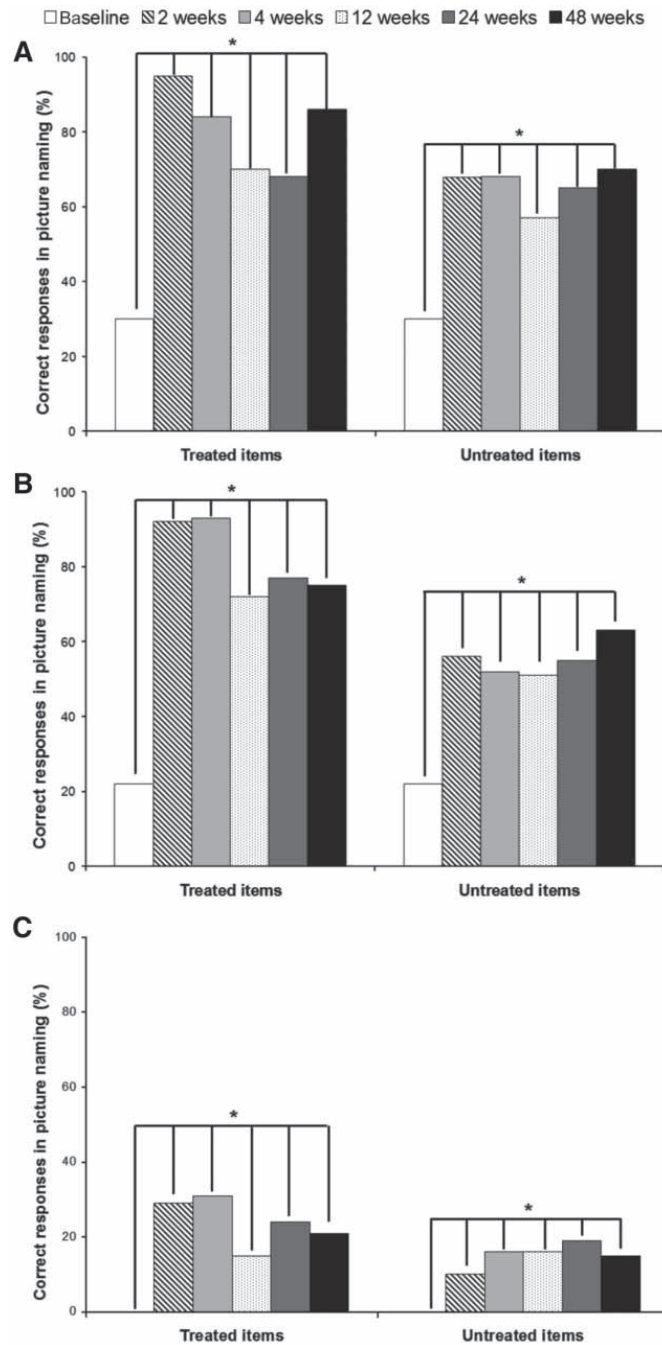 Baseline 2 weeks 4 weeks 12 weeks 24 weeks 48 weeks
A
Correct responses in picture naming (%)
100
80
60
40
20
0
*
*
Treated items Untreated items
B
Correct responses in picture naming (%)
100
80
60
40
20
0
*
*
Treated items Untreated items
C
Correct responses in picture naming (%)
100
80
60
40
20
0
*
*
Treated items Untreated items